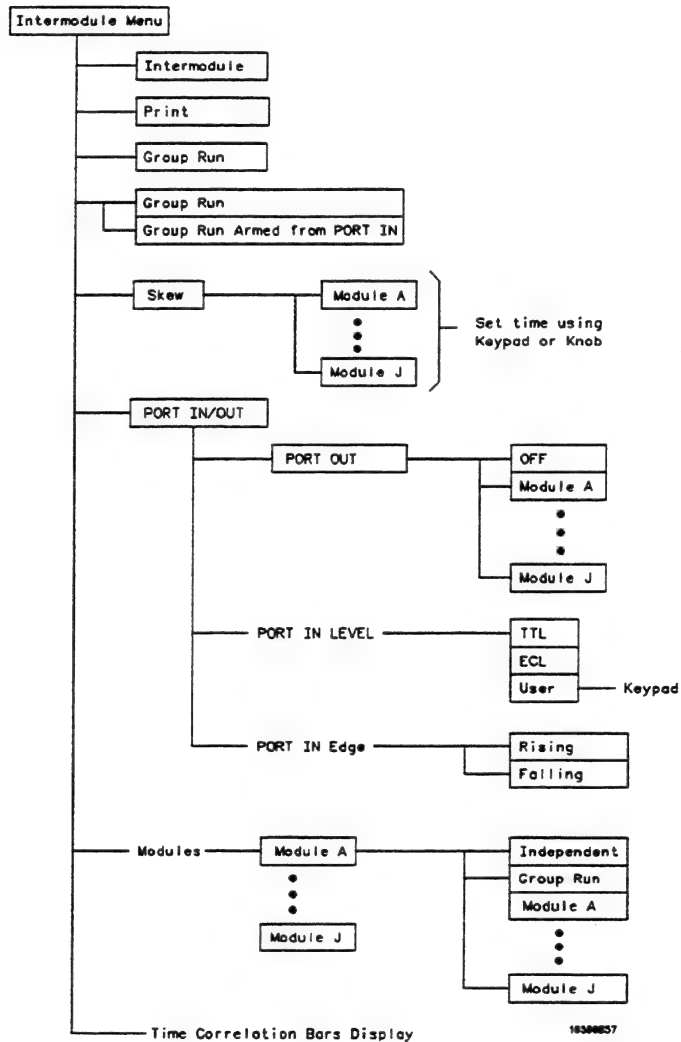 Intermodule Menu
Intermodule
Print
Group Run
Group Run
Group Run Armed from PORT IN
Skew
Module A
Module J
Set time using
Keypad or Knob
PORT IN/OUT
PORT OUT
OFF
Module A
Module J
PORT IN LEVEL
TTL
ECL
User
Keypad
PORT IN Edge
Rising
Falling
Modules
Module A
Module J
Independent
Group Run
Module A
Module J
Time Correlation Bars Display